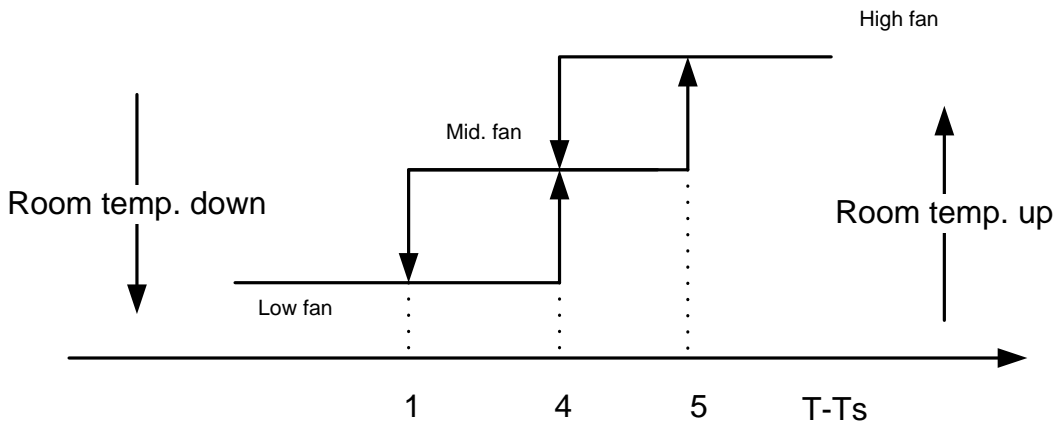 High fan
Mid. fan
Room temp. down
Room temp. up
Low fan
1 4 5 T-Ts